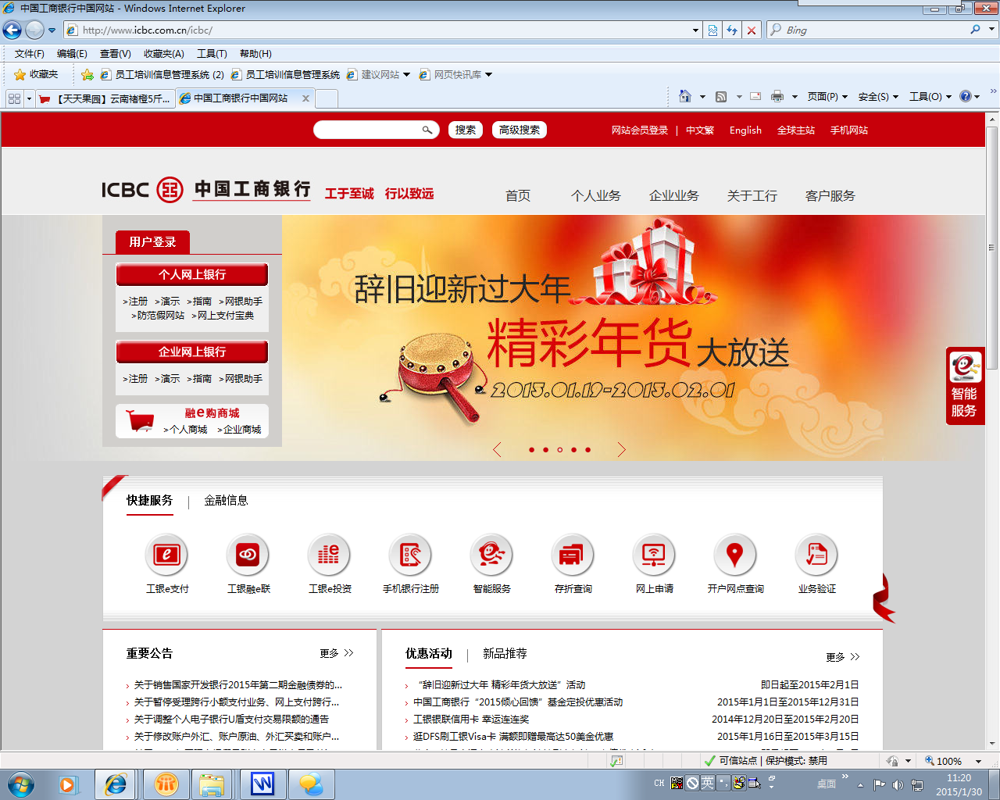 中国工商银行中国网站 - Windows Internet Explorer
http://www.icbc.com.cn/icbc/
Bing
文件(F) 编辑(E) 查看(V) 收藏夹(A) 工具(T) 帮助(H)
收藏夹 员工培训信息管理系统 (2) 员工培训信息管理系统 建议网站 网页快讯库
【天天果园】云南褚橙5斤... 中国工商银行中国网站 x 页面(P) 安全(S) 工具(O)
搜索 高级搜索 网站会员登录 | 中文繁 English 全球主站 手机网站
ICBC 中国工商银行 工于至诚 行以致远 首页 个人业务 企业业务 关于工行 客户服务
用户登录
个人网上银行
>注册 >演示 >指南 >网银助手
>防范假网站 >网上支付宝典
企业网上银行
>注册 >演示 >指南 >网银助手
融e购商城
>个人商城 >企业商城
辞旧迎新过大年
精彩年货大放送
2015.01.19-2015.02.01
智能
服务
快捷服务 | 金融信息
工银e支付 工银融e联 工银e投资 手机银行注册 智能服务 存折查询 网上申请 开户网点查询 业务验证
重要公告 更多
关于销售国家开发银行2015年第二期金融债券的...
关于暂停受理跨行小额支付业务、网上支付跨行...
关于调整个人电子银行U盾支付交易限额的通告
关于修改账户外汇、账户原油、外汇买卖和账户...
优惠活动 | 新品推荐 更多
“辞旧迎新过大年 精彩年货大放送”活动 即日起至2015年2月1日
中国工商银行“2015倾心回馈”基金定投优惠活动 2015年1月1日至2015年12月31日
工银银联信用卡 幸运连连奖 2014年12月20日至2015年2月20日
逛DFS刷工银Visa卡 满额即赠最高达50美金优惠 2015年1月16日至2015年3月15日
可信站点 | 保护模式: 禁用 100%
CH 英 桌面 11:20
2015/1/30